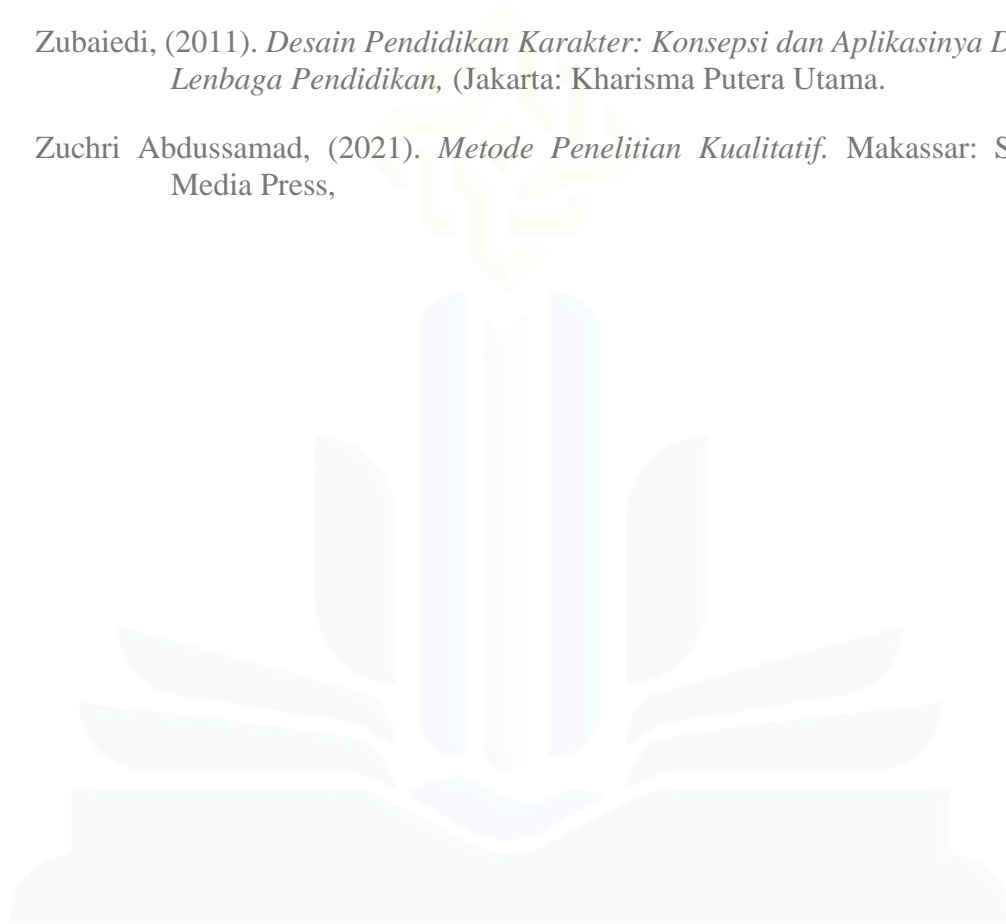 Zubaiedi, (2011). Desain Pendidikan Karakter: Konsepsi dan Aplikasinya
Lenbaga Pendidikan, (Jakarta: Kharisma Putera Utama.
Zuchri Abdussamad, (2021). Metode Penelitian Kualitatif. Makassar:
Media Press,